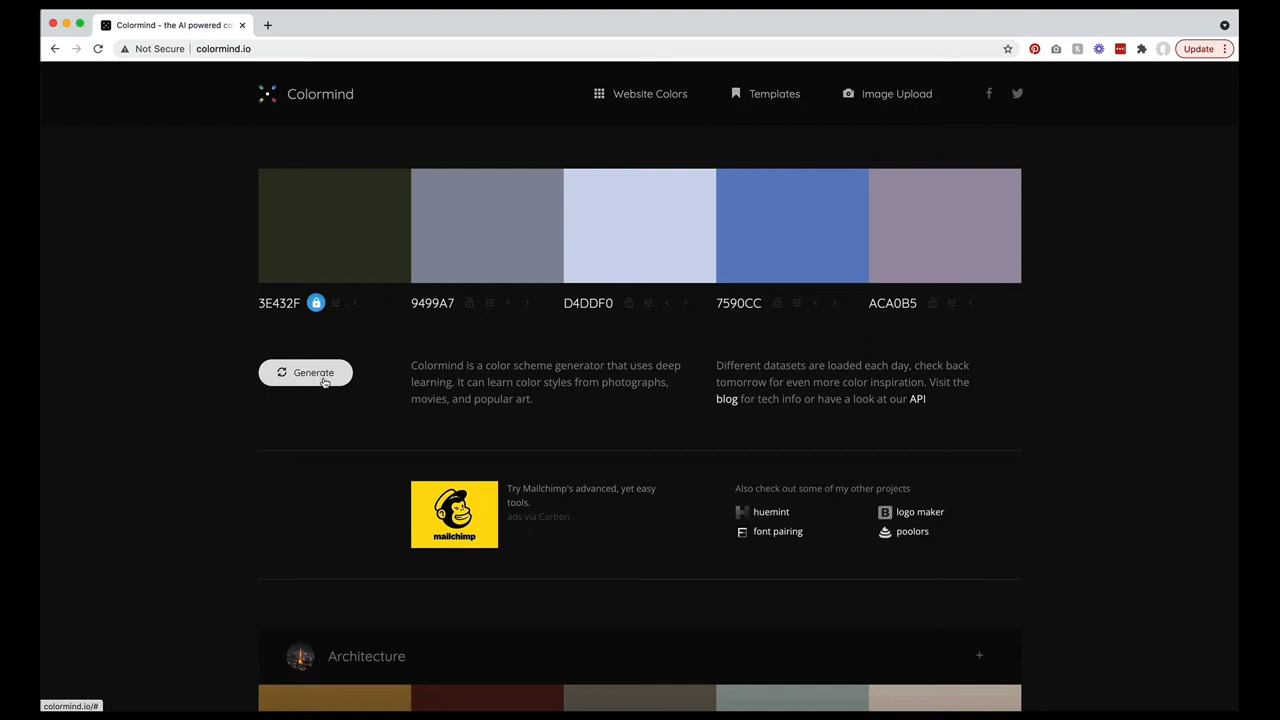 Colormind - the AI powered co
Not Secure
colormind.io
Update
Colormind
Website Colors
Templates
Image Upload
3E432F
9499A7
D4DDF0
7590CC
ACA0B5
Generate
Colormind is a color scheme generator that uses deep
learning. It can learn color styles from photographs,
movies, and popular art.
Different datasets are loaded each day, check back
tomorrow for even more color inspiration. Visit the
blog for tech info or have a look at our API
mailchimp
Try Mailchimp's advanced, yet easy
tools.
ads via Carbon
Also check out some of my other projects
huemint
logo maker
font pairing
poolors
Architecture
colormind.io/#